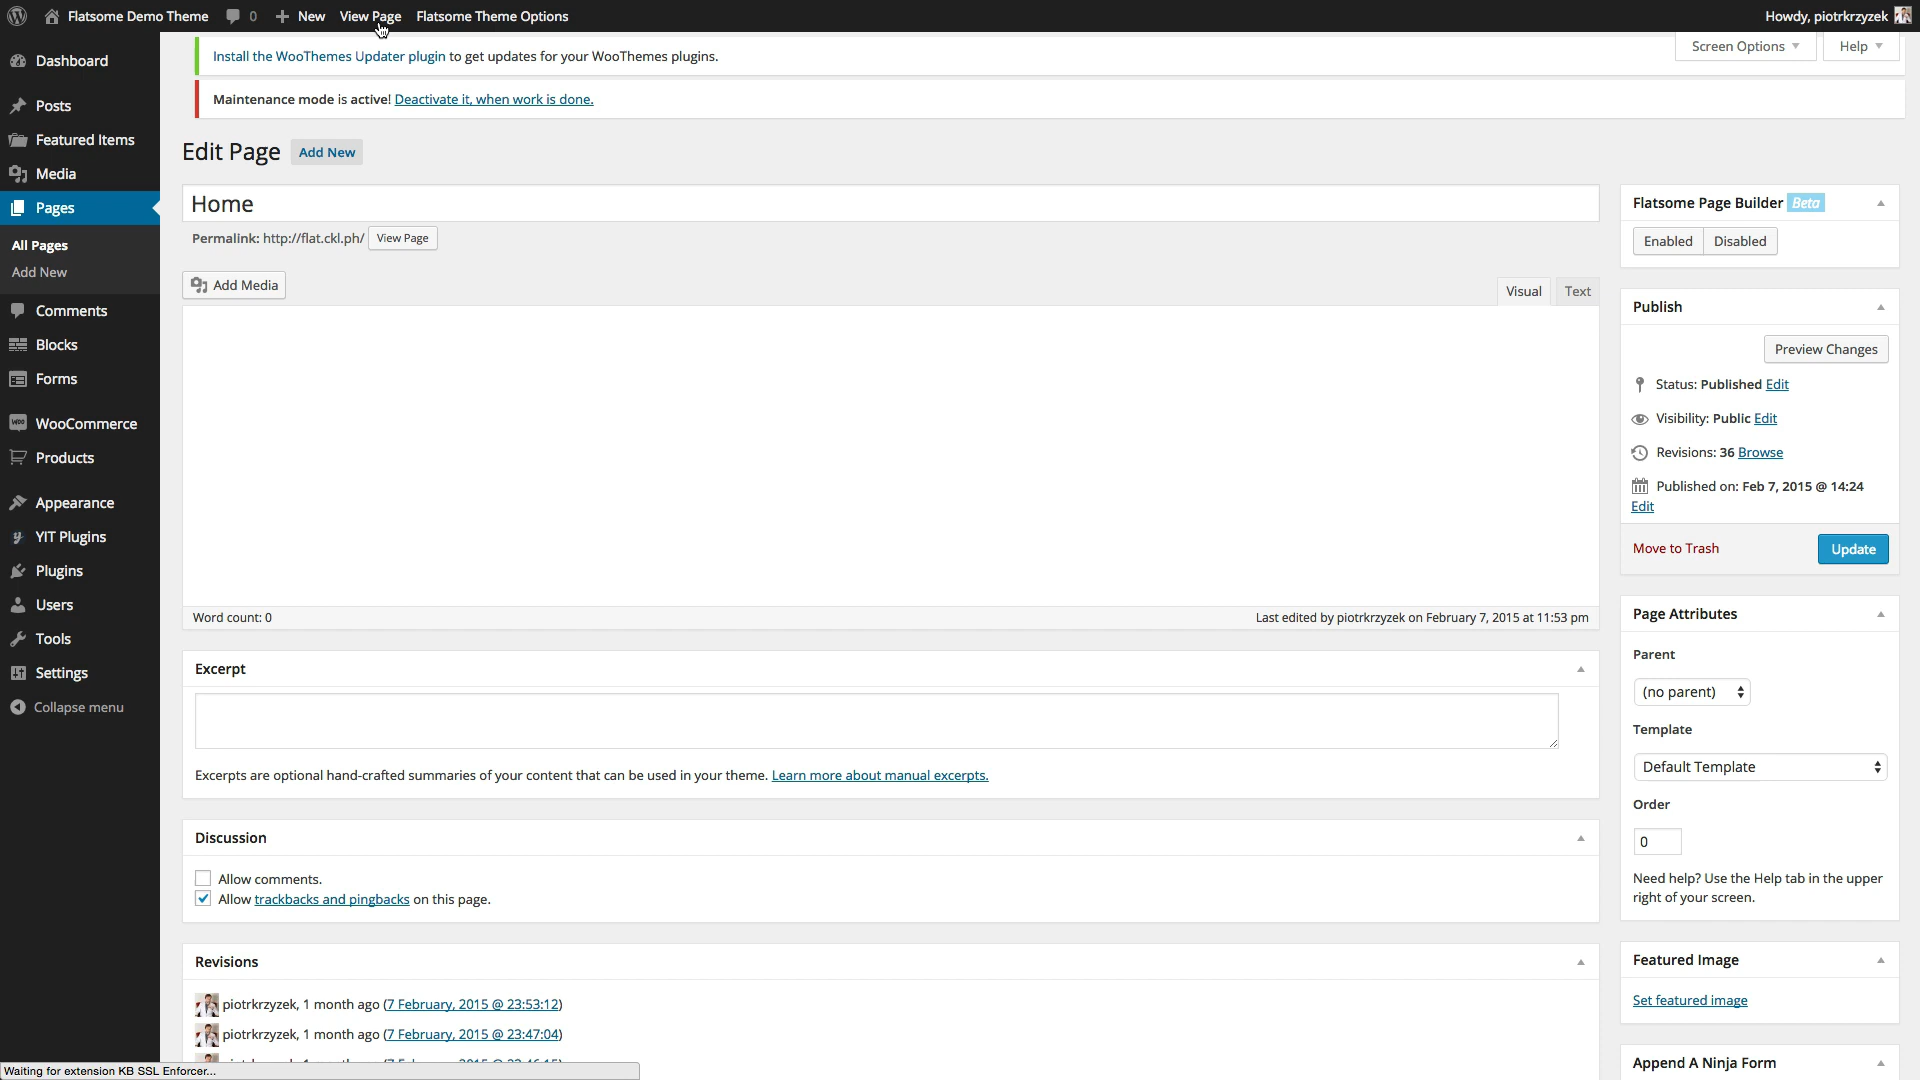 Flatsome Demo Theme 0 New View Page Flatsome Theme Options Howdy, piotrkrzyzek
Screen Options Help
Install the WooThemes Updater plugin to get updates for your WooThemes plugins.
Maintenance mode is active! Deactivate it, when work is done.
Dashboard
Posts
Featured Items
Media
Pages
All Pages
Add New
Comments
Blocks
Forms
WooCommerce
Products
Appearance
YIT Plugins
Plugins
Users
Tools
Settings
Collapse menu
Edit Page Add New
Home
Permalink: http://flat.ckl.ph/ View Page
Add Media
Visual Text
Word count: 0 Last edited by piotrkrzyzek on February 7, 2015 at 11:53 pm
Excerpt
Excerpts are optional hand-crafted summaries of your content that can be used in your theme. Learn more about manual excerpts.
Discussion
Allow comments.
Allow trackbacks and pingbacks on this page.
Revisions
piotrkrzyzek, 1 month ago (7 February, 2015 @ 23:53:12)
piotrkrzyzek, 1 month ago (7 February, 2015 @ 23:47:04)
Flatsome Page Builder Beta
Enabled Disabled
Publish
Preview Changes
Status: Published Edit
Visibility: Public Edit
Revisions: 36 Browse
Published on: Feb 7, 2015 @ 14:24
Edit
Move to Trash Update
Page Attributes
Parent
(no parent)
Template
Default Template
Order
0
Need help? Use the Help tab in the upper
right of your screen.
Featured Image
Set featured image
Append A Ninja Form
Waiting for extension KB SSL Enforcer...